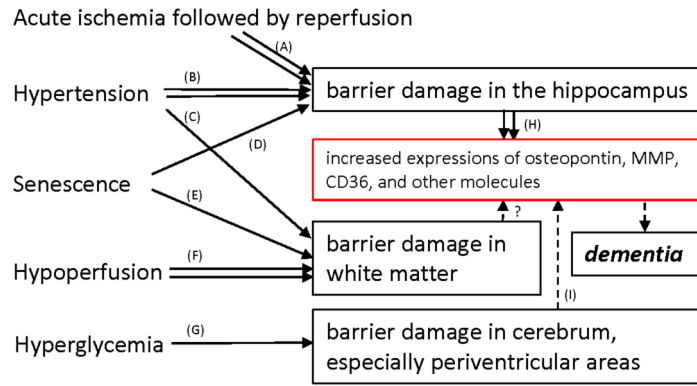 Acute ischemia followed by reperfusion
(A)
Hypertension
(B)
barrier damage in the hippocampus
(C)
(H)
(D)
increased expressions of osteopontin, MMP,
CD36, and other molecules
Senescence
(E)
?
barrier damage in
white matter
dementia
Hypoperfusion
(F)
(I)
Hyperglycemia
(G)
barrier damage in cerebrum,
especially periventricular areas